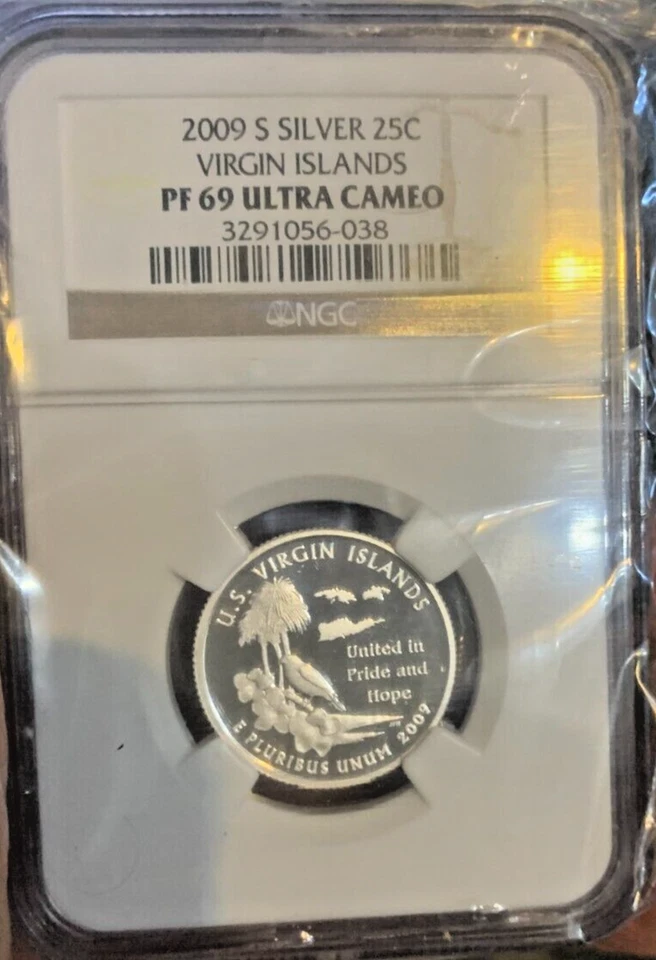 2009 S SILVER 25C
VIRGIN ISLANDS
PF 69 ULTRA CAMEO
3291056-038
NGC
U.S. VIRGIN ISLANDS
United in
Pride and
Hope
E PLURIBUS UNUM 2009